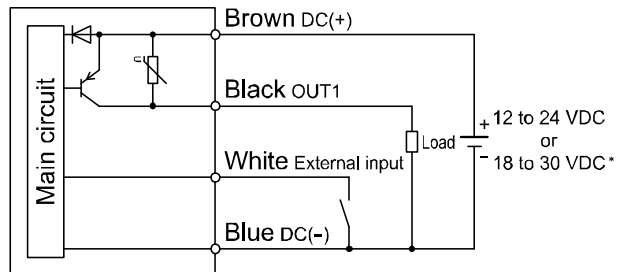 Brown DC(+)
Black OUT1
White External input
Blue DC(-)
Main circuit
Load
+
-
12 to 24 VDC
or
18 to 30 VDC*